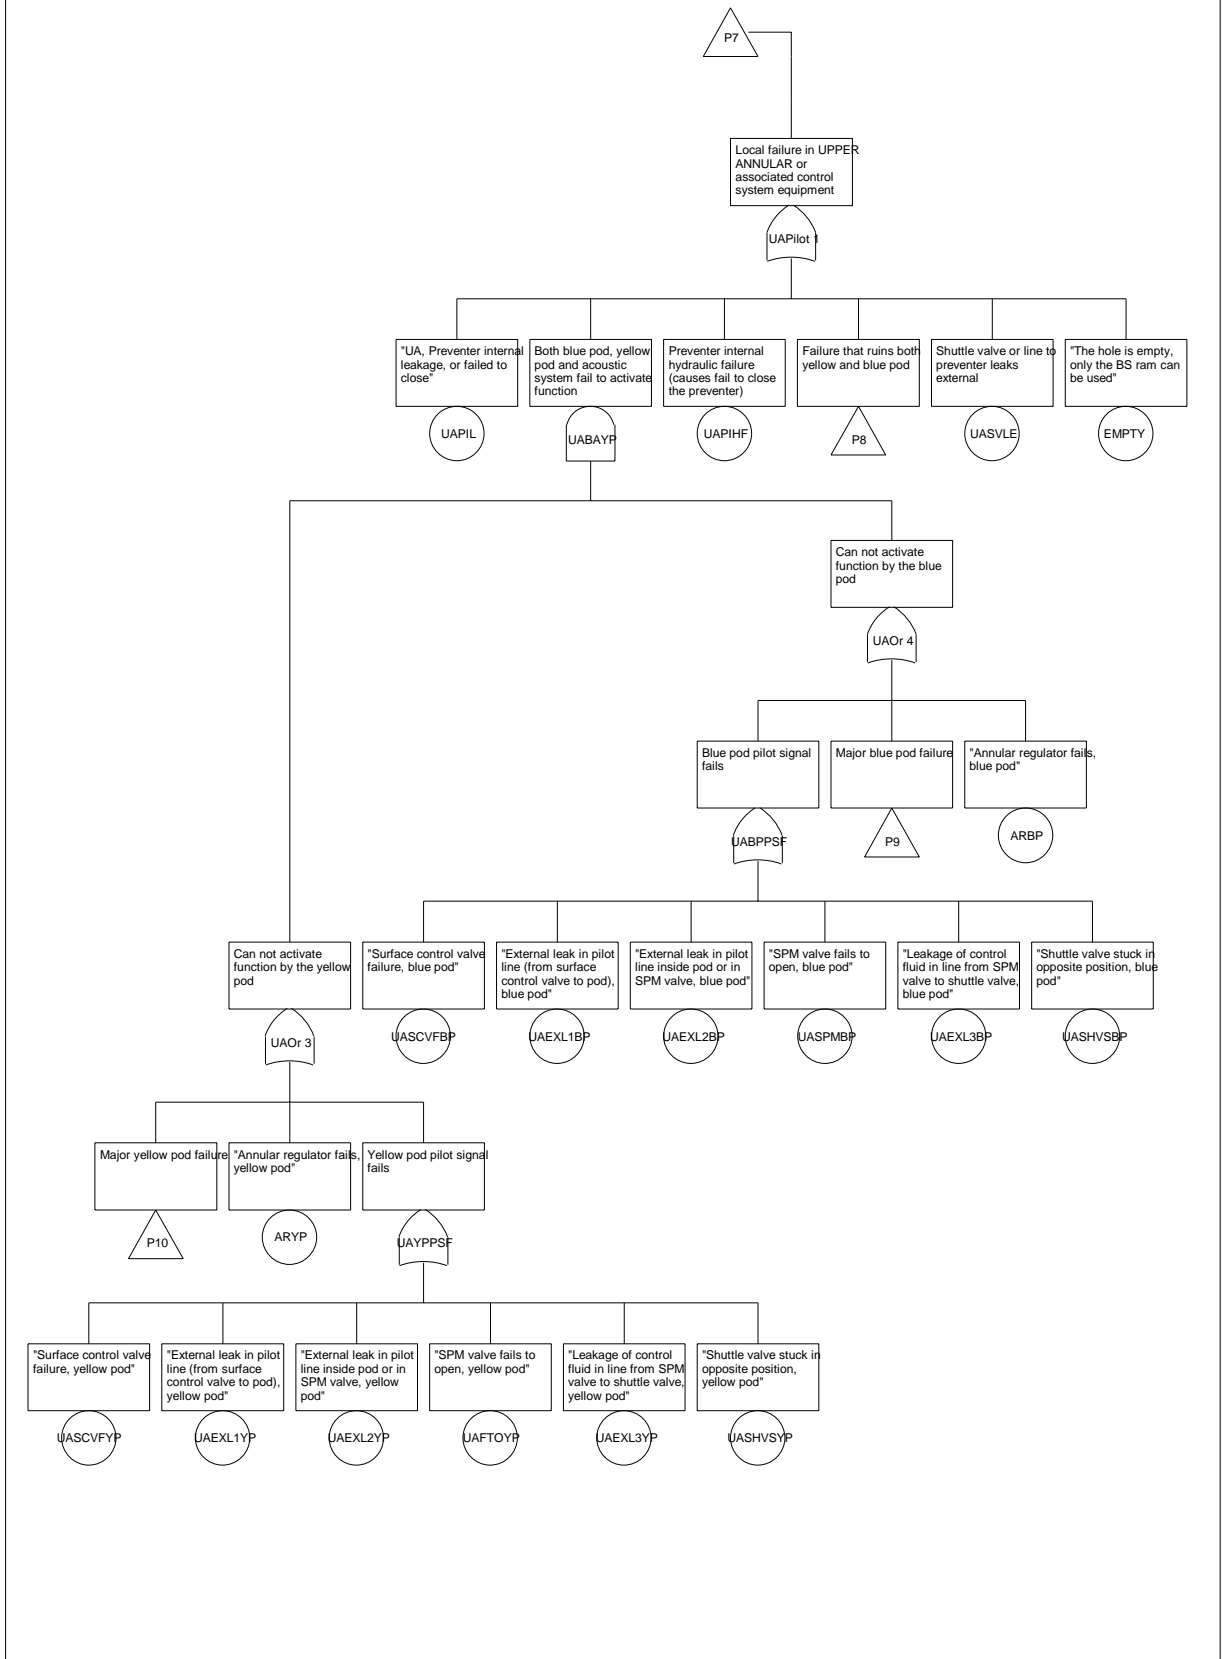 P7
Local failure in UPPER
ANNULAR or
associated control
system equipment
UAPilot 1
"UA, Preventer internal
leakage, or failed to
close"
Both blue pod, yellow
pod and acoustic
system fail to activate
function
Preventer internal
hydraulic failure
(causes fail to close
the preventer)
Failure that ruins both
yellow and blue pod
Shuttle valve or line to
preventer leaks
external
"The hole is empty,
only the BS ram can
be used"
UAPIL
UABAYP
UAPIHF
P8
UASVLE
EMPTY
Can not activate
function by the blue
pod
UAOr 4
Blue pod pilot signal
fails
Major blue pod failure
"Annular regulator fails,
blue pod"
UABPPSF
P9
ARBP
Can not activate
function by the yellow
pod
"Surface control valve
failure, blue pod"
"External leak in pilot
line (from surface
control valve to pod),
blue pod"
"External leak in pilot
line inside pod or in
SPM valve, blue pod"
"SPM valve fails to
open, blue pod"
"Leakage of control
fluid in line from SPM
valve to shuttle valve,
blue pod"
"Shuttle valve stuck in
opposite position, blue
pod"
UAOr 3
UASCVFBP
UAEXL1BP
UAEXL2BP
UASPMBP
UAEXL3BP
UASHVSBP
Major yellow pod failure
"Annular regulator fails,
yellow pod"
Yellow pod pilot signal
fails
P10
ARYP
UAYPPSF
"Surface control valve
failure, yellow pod"
"External leak in pilot
line (from surface
control valve to pod),
yellow pod"
"External leak in pilot
line inside pod or in
SPM valve, yellow
pod"
"SPM valve fails to
open, yellow pod"
"Leakage of control
fluid in line from SPM
valve to shuttle valve,
yellow pod"
"Shuttle valve stuck in
opposite position,
yellow pod"
UASCVFYP
UAEXL1YP
UAEXL2YP
UAFTOYP
UAEXL3YP
UASHVSYP